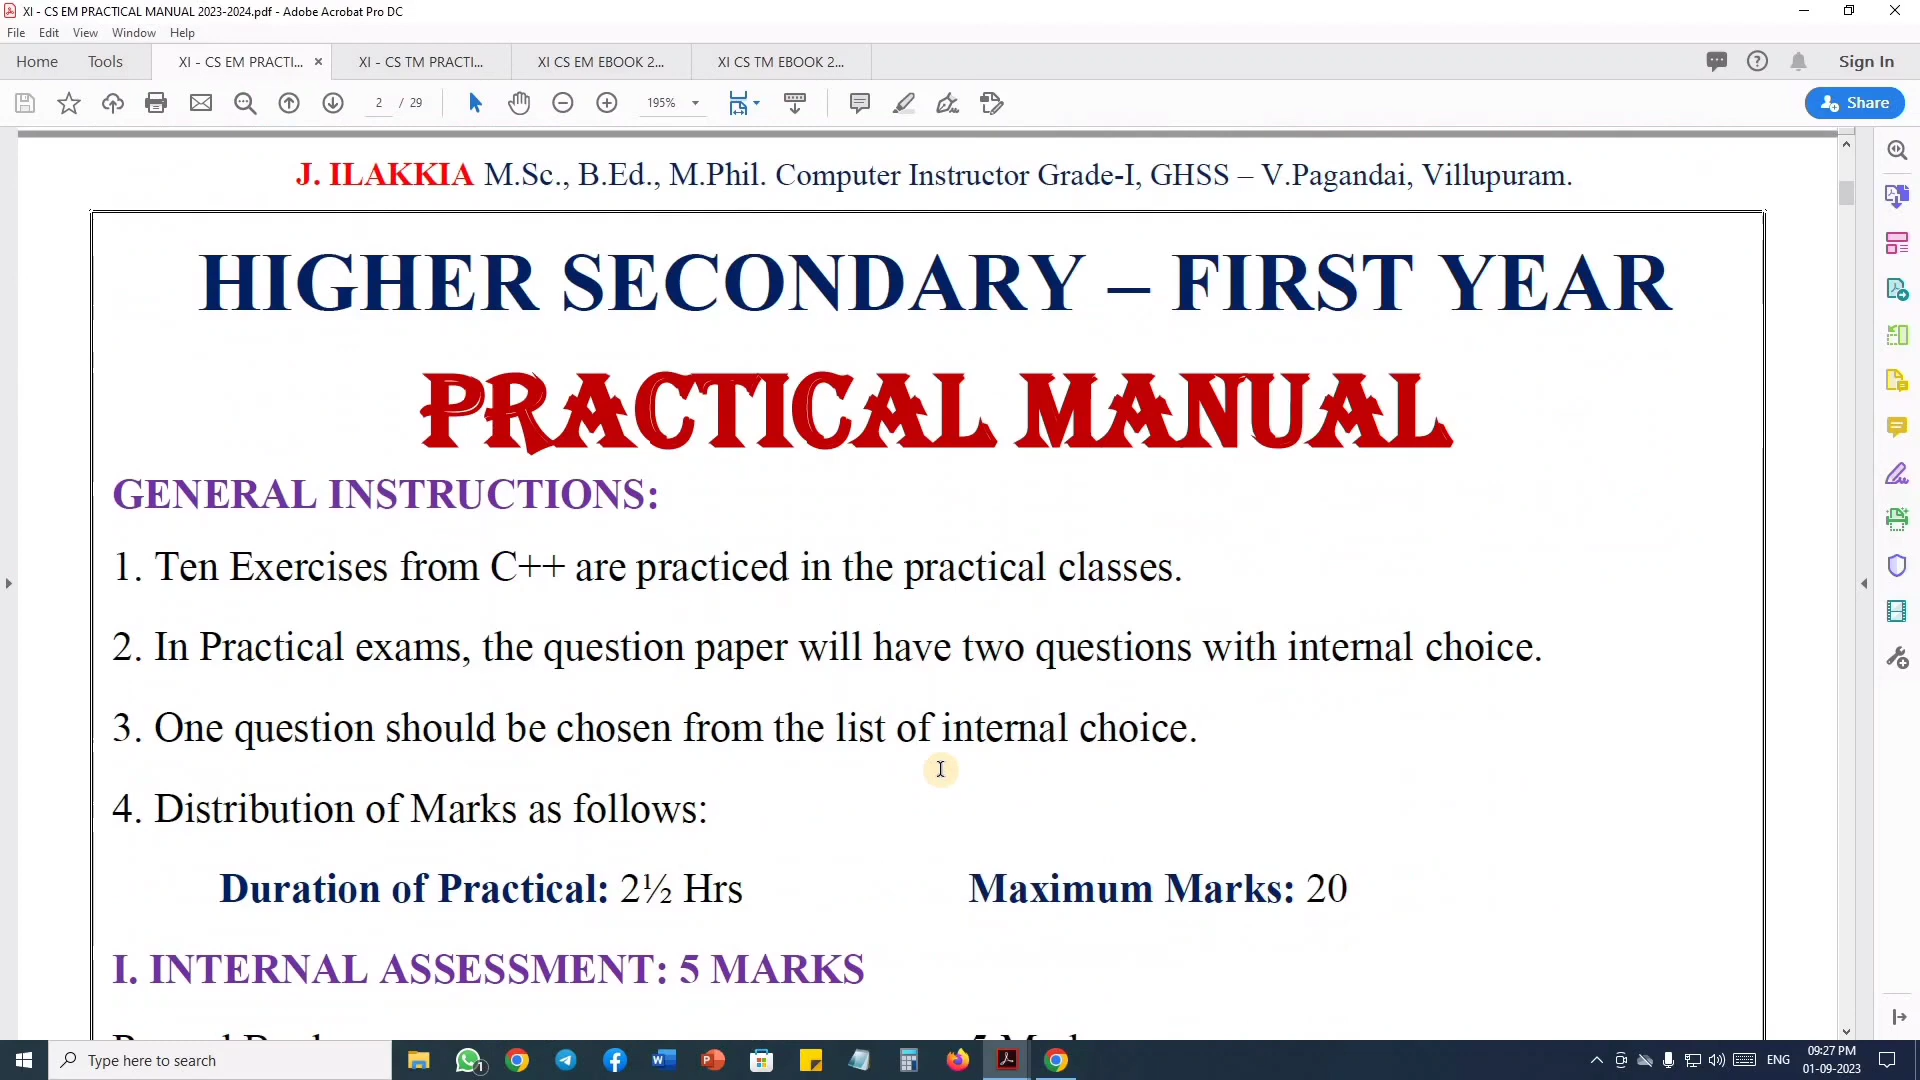 XI - CS EM PRACTICAL MANUAL 2023-2024.pdf - Adobe Acrobat Pro DC
File Edit View Window Help
Home Tools XI - CS EM PRACTI... × XI - CS TM PRACTI... XI CS EM EBOOK 2... XI CS TM EBOOK 2... Sign In
2 / 29 195% Share
J. ILAKKIA M.Sc., B.Ed., M.Phil. Computer Instructor Grade-I, GHSS – V.Pagandai, Villupuram.
HIGHER SECONDARY – FIRST YEAR
PRACTICAL MANUAL
GENERAL INSTRUCTIONS:
1. Ten Exercises from C++ are practiced in the practical classes.
2. In Practical exams, the question paper will have two questions with internal choice.
3. One question should be chosen from the list of internal choice.
4. Distribution of Marks as follows:
Duration of Practical: 2½ Hrs Maximum Marks: 20
I. INTERNAL ASSESSMENT: 5 MARKS
Type here to search ENG 09:27 PM
01-09-2023